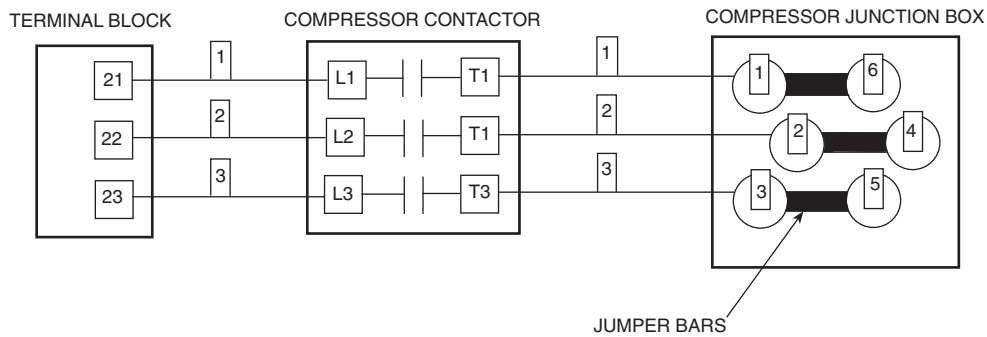 TERMINAL BLOCK
COMPRESSOR CONTACTOR
COMPRESSOR JUNCTION BOX
21
1
L1
T1
1
1
6
22
2
L2
T1
2
2
4
23
3
L3
T3
3
3
5
JUMPER BARS